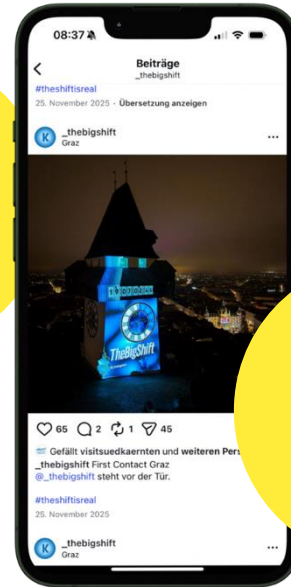 08:37
Beiträge
_thebigshift
#theshiftisreal
25. November 2025 · Übersetzung anzeigen
K
_thebigshift
Graz
TheBigShift
65 2 1 45
Gefällt visitsuedkaernten und weiteren Pers
_thebigshift First Contact Graz
@_thebigshift steht vor der Tür.
#theshiftisreal
25. November 2025
K
_thebigshift
Graz